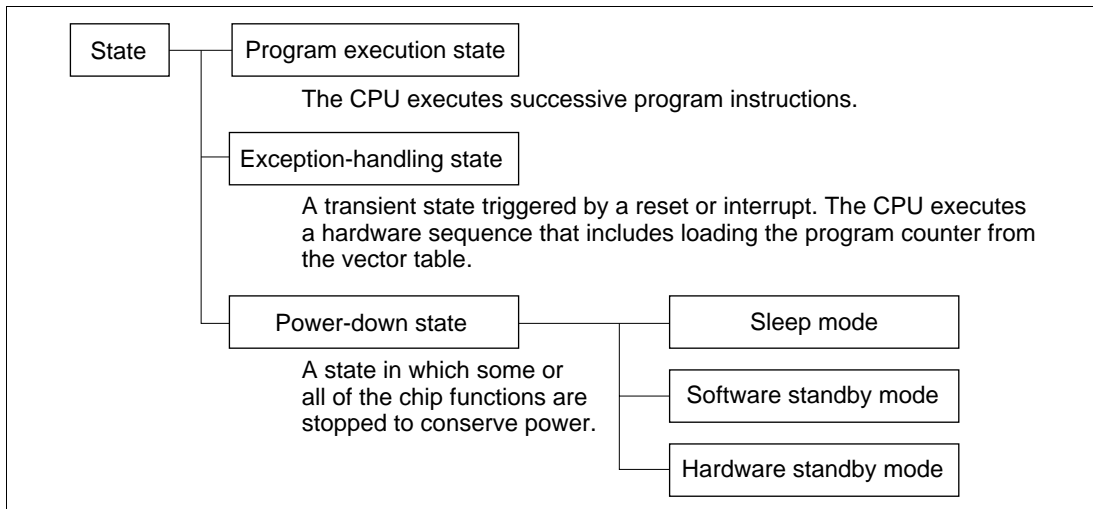 State
Program execution state
The CPU executes successive program instructions.
Exception-handling state
A transient state triggered by a reset or interrupt. The CPU executes
a hardware sequence that includes loading the program counter from
the vector table.
Power-down state
Sleep mode
A state in which some or
all of the chip functions are
stopped to conserve power.
Software standby mode
Hardware standby mode